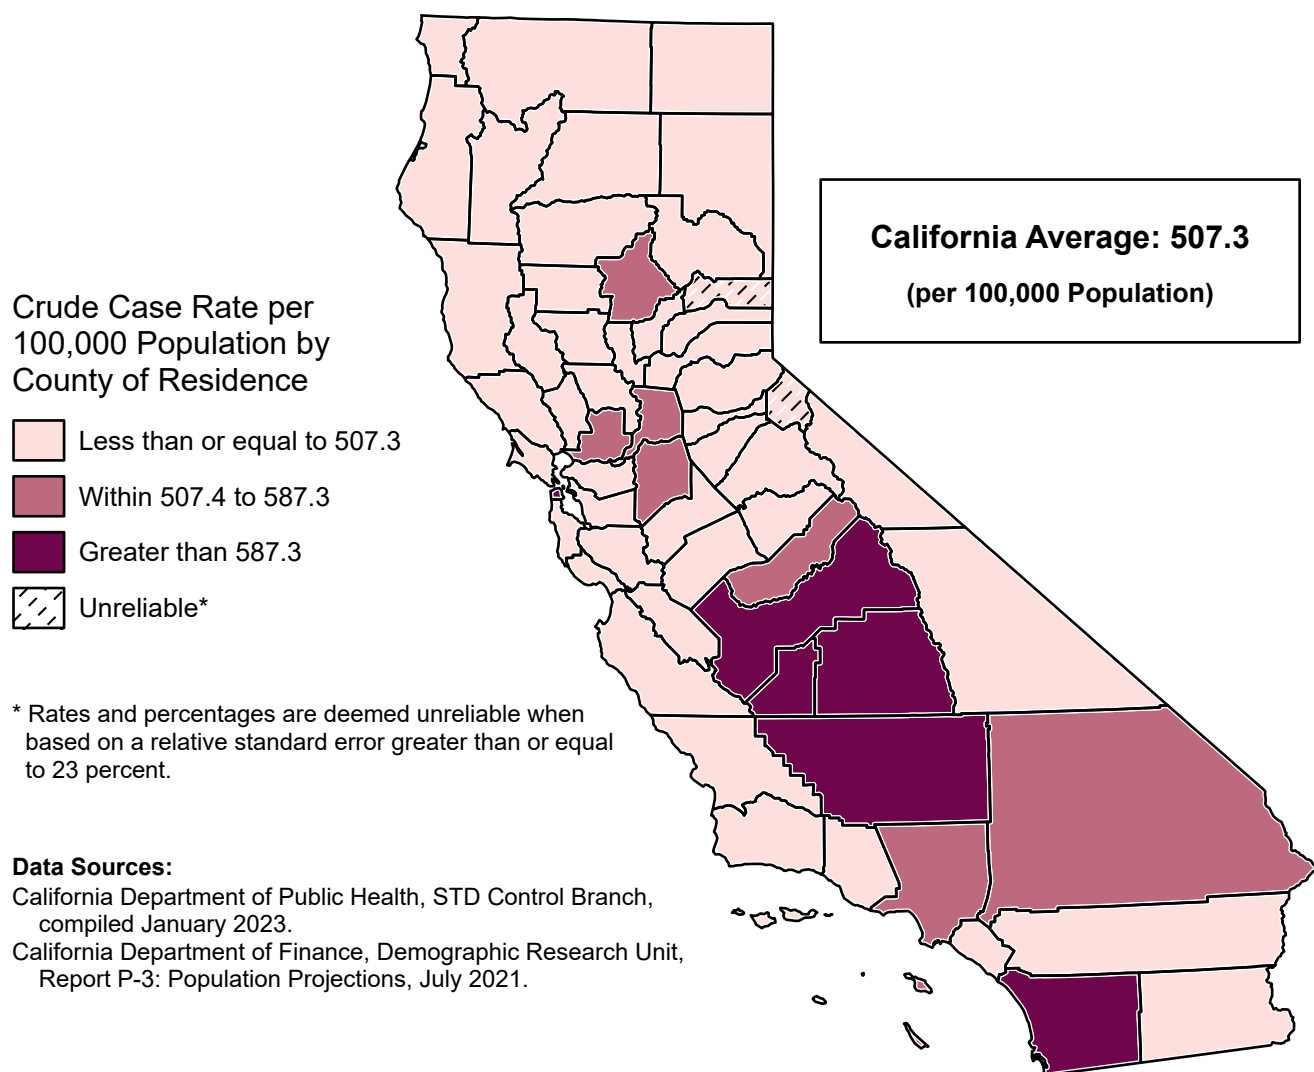 California Average: 507.3
(per 100,000 Population)
Crude Case Rate per
100,000 Population by
County of Residence
Less than or equal to 507.3
Within 507.4 to 587.3
Greater than 587.3
Unreliable*
* Rates and percentages are deemed unreliable when
based on a relative standard error greater than or equal
to 23 percent.
Data Sources:
California Department of Public Health, STD Control Branch,
compiled January 2023.
California Department of Finance, Demographic Research Unit,
Report P-3: Population Projections, July 2021.